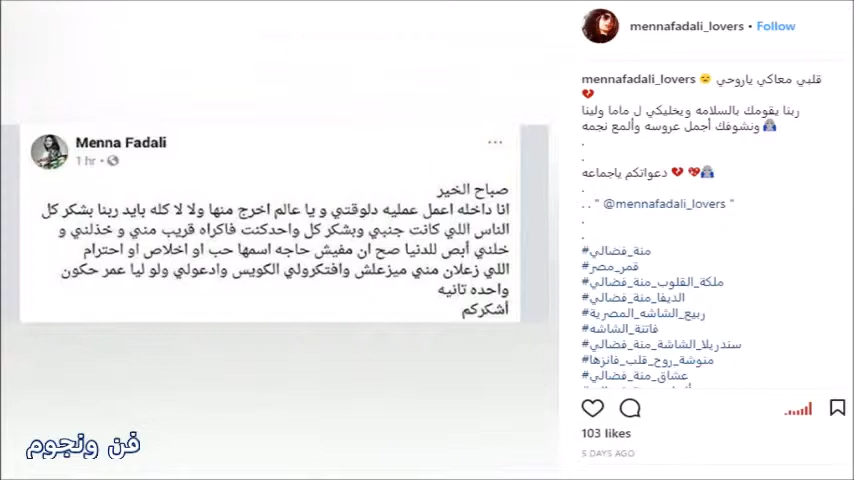 Menna Fadali
1 hr
صباح الخير
انا داخله اعمل عمليه دلوقتي و يا عالم اخرج منها ولا لا كله بايد ربنا بشكر كل
الناس اللي كانت جنبي وبشكر كل واحدكنت فاكراه قريب مني و خذلني و
خلني أبص للدنيا صح ان مفيش حاجه اسمها حب او اخلاص او احترام
اللي زعلان مني ميزعلش وافتكرولي الكويس وادعولي ولو ليا عمر حكون
واحده تانيه
أشكركم
فن ونجوم
mennafadali_lovers • Follow
mennafadali_lovers 😔 قلبي معاكي ياروحي
💔
ربنا يقومك بالسلامه ويخليكي ل ماما ولينا
ونشوفك أجمل عروسه وألمع نجمه 👰
.
.
دعواتكم ياجماعه 💔 💖👰
.
. . " @mennafadali_lovers "
.
.
#منة_فضالي
#قمر_مصر
#ملكة_القلوب_منة_فضالي
#الديفا_منة_فضالي
#ربيع_الشاشه_المصرية
#فاتنة_الشاشه
#سندريلا_الشاشة_منة_فضالي
#منوشة_روح_قلب_فانزها
#عشاق_منة_فضالي
103 likes
5 DAYS AGO